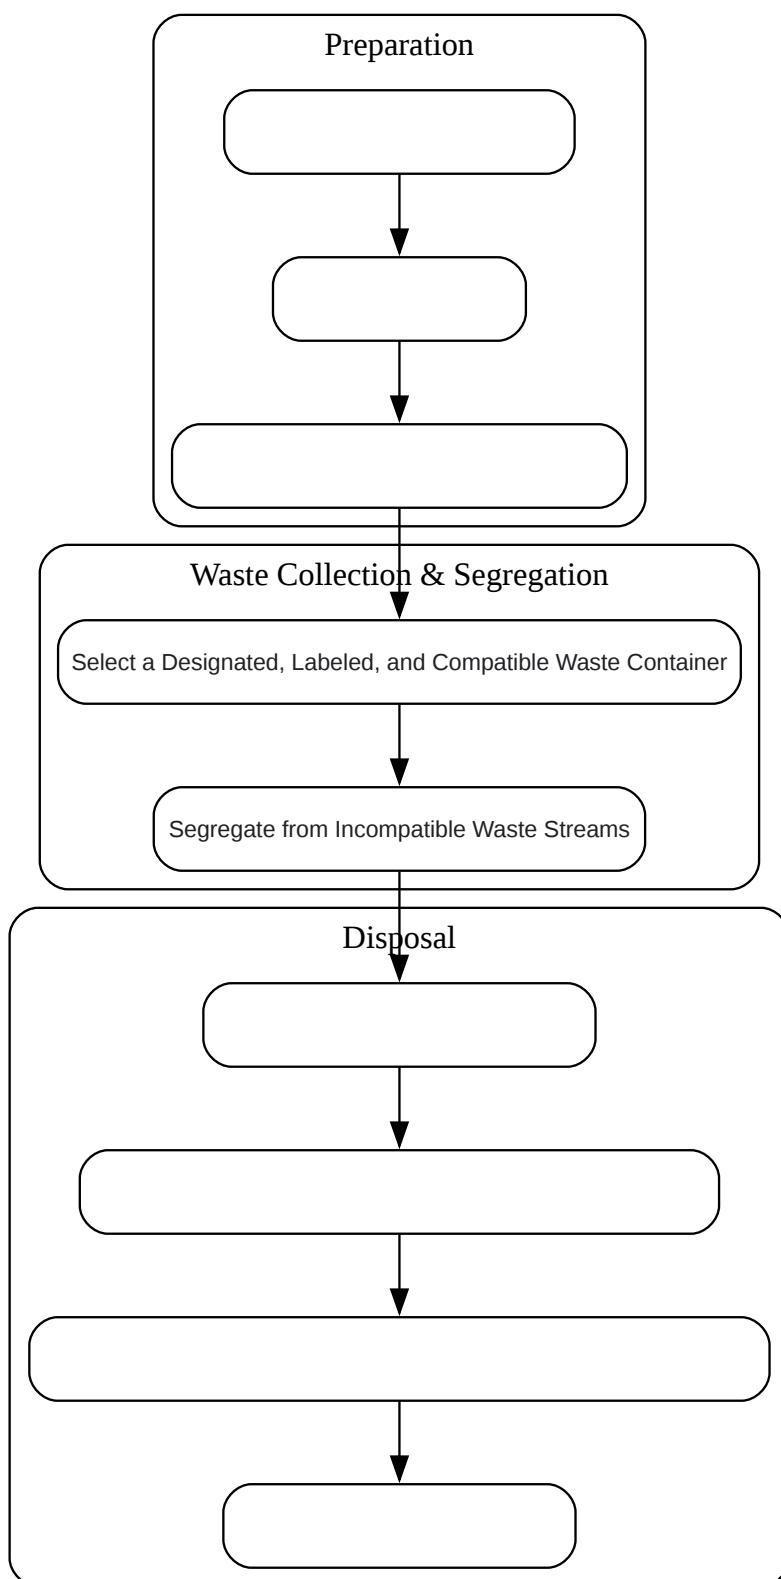 Preparation
Waste Collection & Segregation
Select a Designated, Labeled, and Compatible Waste Container
Segregate from Incompatible Waste Streams
Disposal